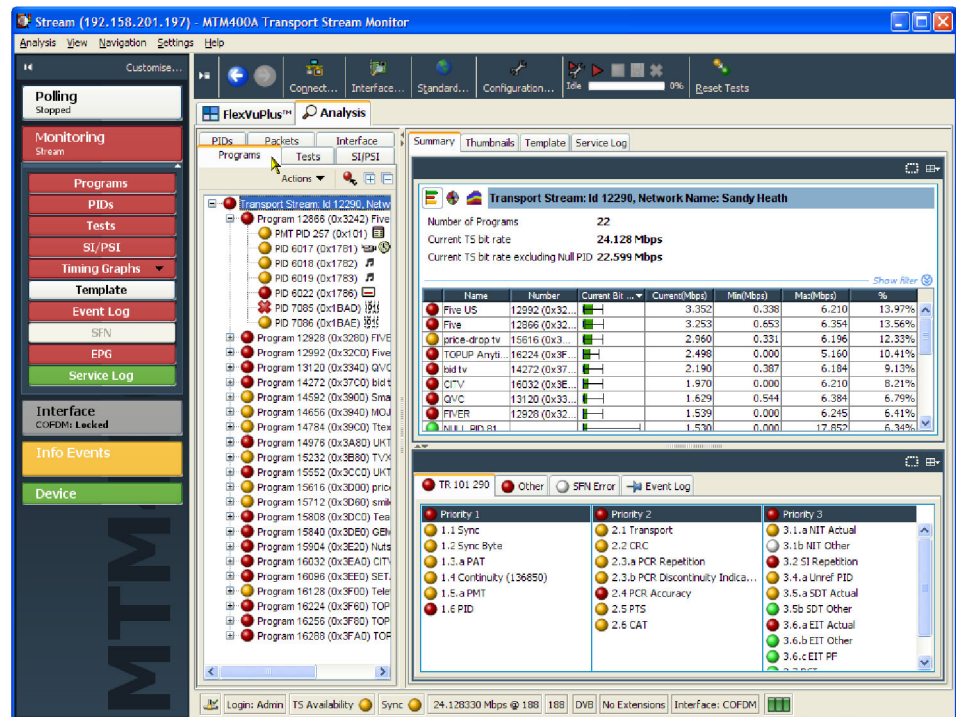 Stream (192.158.201.197) - MTM400A Transport Stream Monitor
Analysis View Navigation Settings Help
Customise...
Polling
Stopped
Monitoring
Stream
Programs
PIDs
Tests
SI/PSI
Timing Graphs
Template
Event Log
SFN
EPG
Service Log
Interface
COFDM: Locked
Info Events
Device
MTM4
Connect... Interface... Standard... Configuration... Idle 0% Reset Tests
FlexVuPlus™ Analysis
PIDs Packets Interface
Programs Tests SI/PSI
Actions
Transport Stream: Id 12290, Netw
Program 12866 (0x3242) Five
PMT PID 257 (0x101)
PID 6017 (0x1781)
PID 6018 (0x1782)
PID 6019 (0x1783)
PID 6022 (0x1786)
PID 7085 (0x1BAD)
PID 7086 (0x1BAE)
Program 12928 (0x3280) FIVE
Program 12992 (0x32C0) Five
Program 13120 (0x3340) QVC
Program 14272 (0x37C0) bid t
Program 14592 (0x3900) Sma
Program 14656 (0x3940) MOJ
Program 14784 (0x39C0) Ttex
Program 14976 (0x3A80) UKT
Program 15232 (0x3B80) TVX
Program 15552 (0x3CC0) UKT
Program 15616 (0x3D00) price
Program 15712 (0x3D60) smile
Program 15808 (0x3DC0) Tea
Program 15840 (0x3DE0) GEM
Program 15904 (0x3E20) Nuts
Program 16032 (0x3EA0) CITV
Program 16096 (0x3EE0) SET.
Program 16128 (0x3F00) Tele
Program 16224 (0x3F60) TOP
Program 16256 (0x3F80) TOP
Program 16288 (0x3FA0) TOP
Summary Thumbnails Template Service Log
Transport Stream: Id 12290, Network Name: Sandy Heath
Number of Programs 22
Current TS bit rate 24.128 Mbps
Current TS bit rate excluding Null PID 22.599 Mbps
Show filter
Name Number Current Bit ... Current(Mbps) Min(Mbps) Max(Mbps) %
Five US 12992 (0x32... 3.352 0.338 6.210 13.97%
Five 12866 (0x32... 3.253 0.653 6.354 13.56%
price-drop tv 15616 (0x3... 2.960 0.331 6.196 12.33%
TOPUP Anyti... 16224 (0x3F... 2.498 0.000 5.160 10.41%
bid tv 14272 (0x37... 2.190 0.387 6.184 9.13%
CITV 16032 (0x3E... 1.970 0.000 6.210 8.21%
QVC 13120 (0x33... 1.629 0.544 6.384 6.79%
FIVER 12928 (0x32... 1.539 0.000 6.245 6.41%
NULL PID 81... 1.530 0.000 17.852 6.34%
TR 101 290 Other SFN Error Event Log
Priority 1 Priority 2 Priority 3
1.1 Sync 2.1 Transport 3.1.a NIT Actual
1.2 Sync Byte 2.2 CRC 3.1b NIT Other
1.3.a PAT 2.3.a PCR Repetition 3.2 SI Repetition
1.4 Continuity (136850) 2.3.b PCR Discontinuity Indica... 3.4.a Unref PID
1.5.a PMT 2.4 PCR Accuracy 3.5.a SDT Actual
1.6 PID 2.5 PTS 3.5b SDT Other
2.6 CAT 3.6.a EIT Actual
3.6.b EIT Other
3.6.c EIT PF
Login: Admin TS Availability Sync 24.128330 Mbps @ 188 188 DVB No Extensions Interface: COFDM